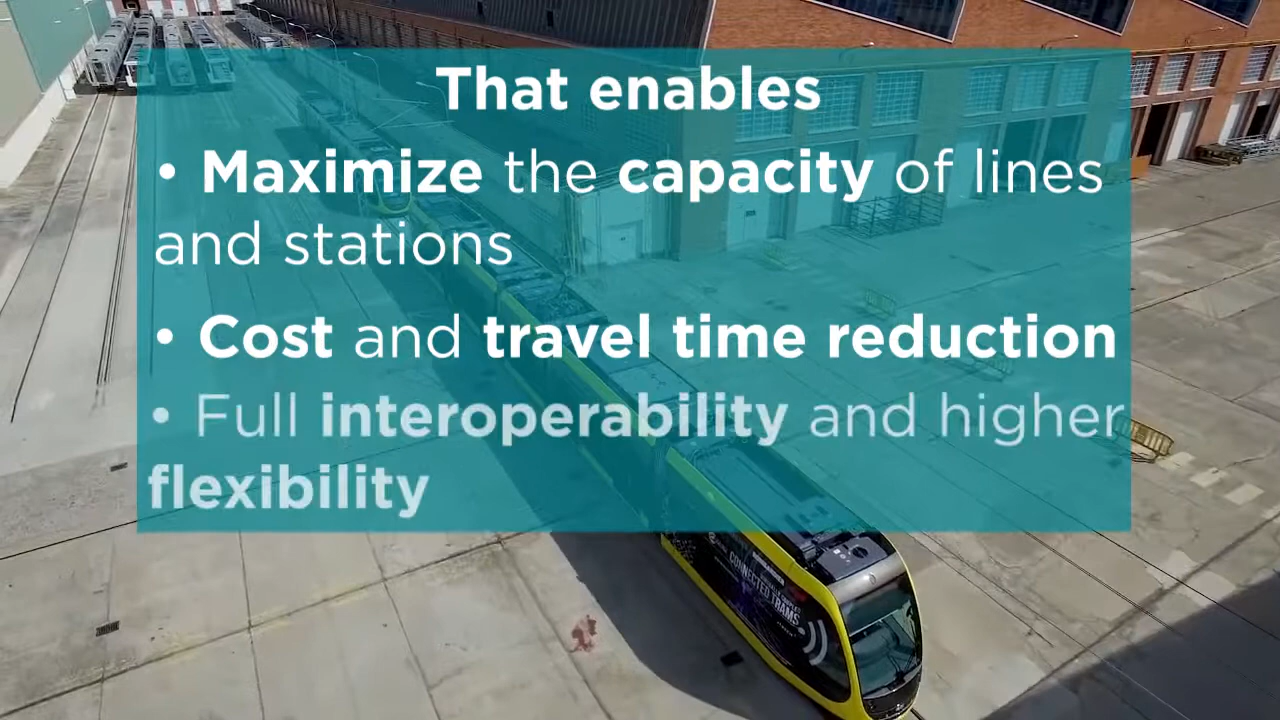 That enables
• Maximize the capacity of lines
and stations
• Cost and travel time reduction
• Full interoperability and higher
flexibility
CONNECTED TRAMS